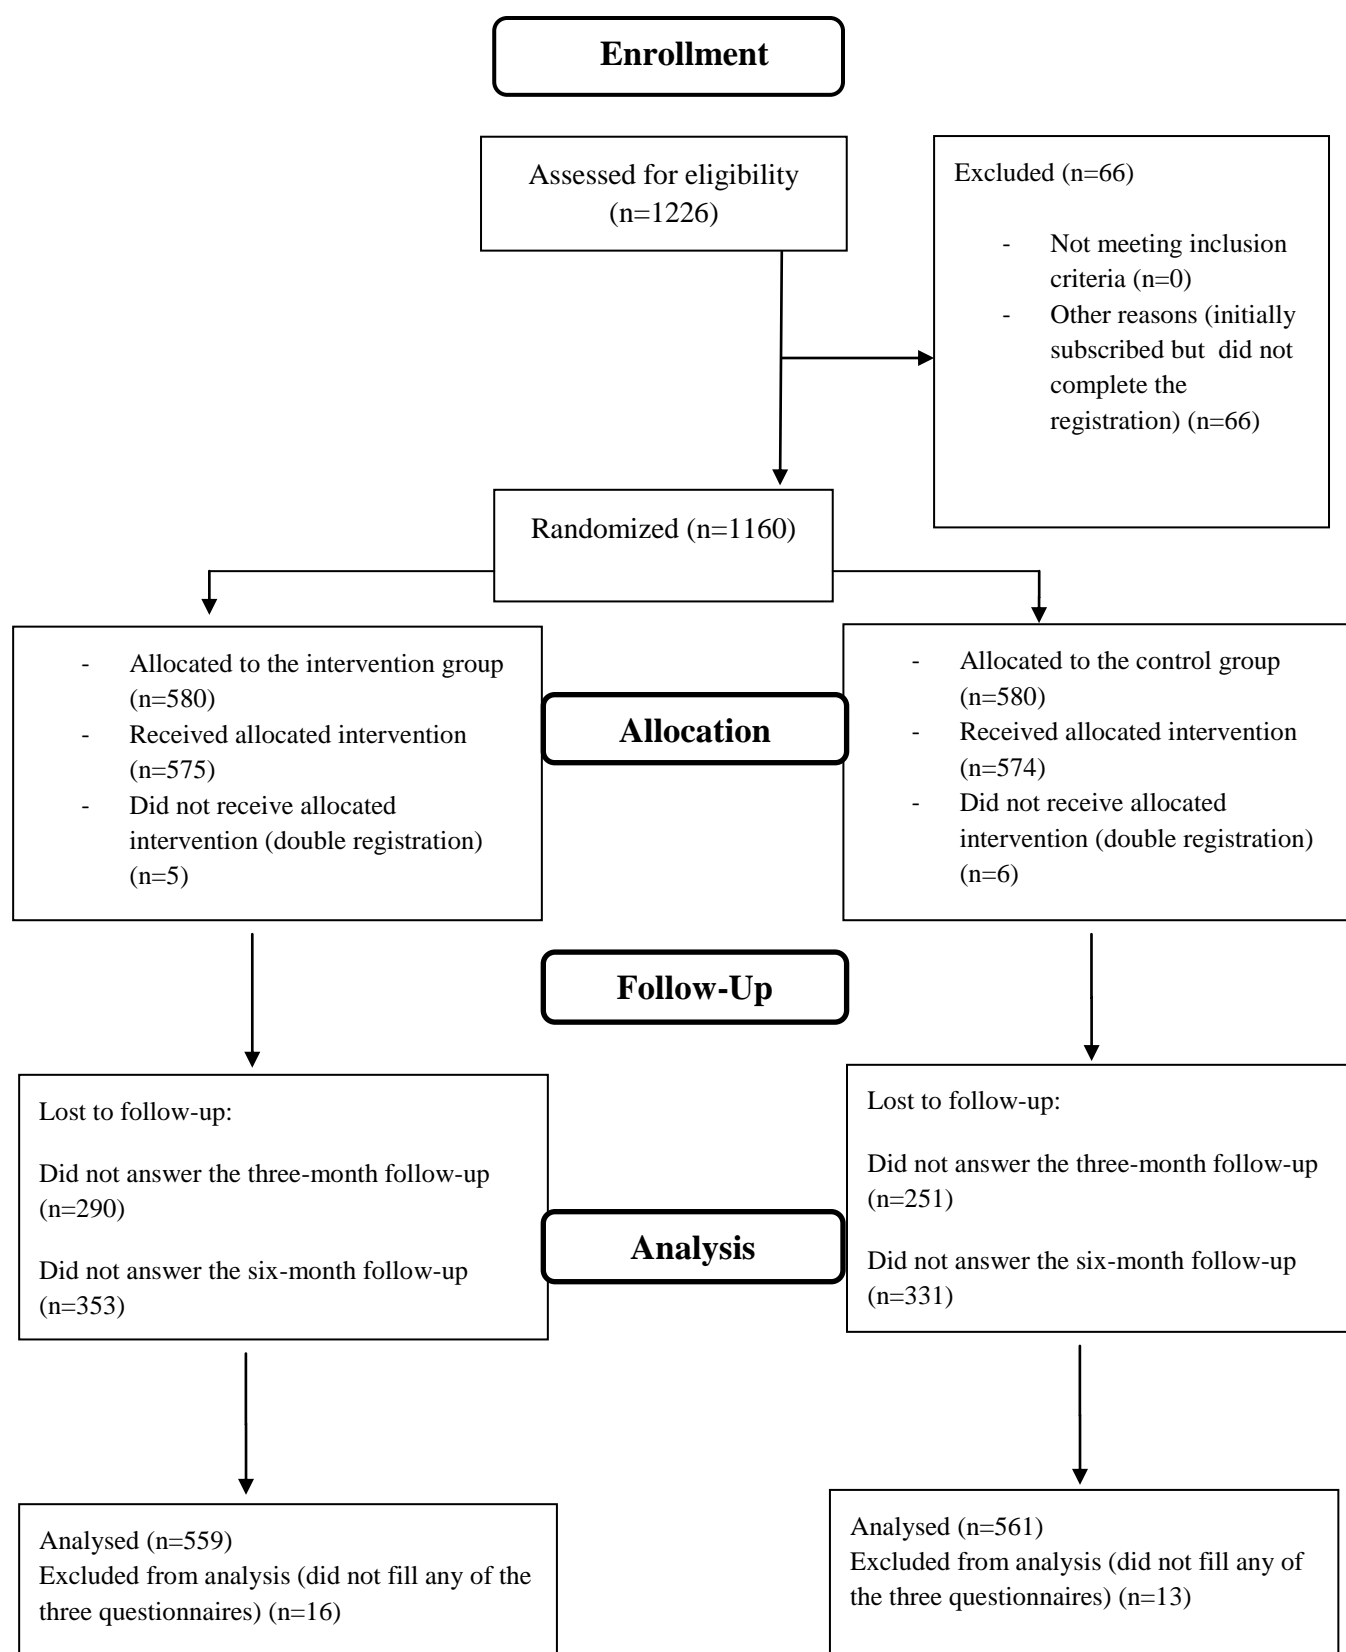 Enrollment
Assessed for eligibility
(n=1226)
Excluded (n=66)
- Not meeting inclusion
criteria (n=0)
- Other reasons (initially
subscribed but did not
complete the
registration) (n=66)
Randomized (n=1160)
- Allocated to the intervention group
(n=580)
- Received allocated intervention
(n=575)
- Did not receive allocated
intervention (double registration)
(n=5)
Allocation
- Allocated to the control group
(n=580)
- Received allocated intervention
(n=574)
- Did not receive allocated
intervention (double registration)
(n=6)
Follow-Up
Lost to follow-up:
Did not answer the three-month follow-up
(n=290)
Did not answer the six-month follow-up
(n=353)
Lost to follow-up:
Did not answer the three-month follow-up
(n=251)
Did not answer the six-month follow-up
(n=331)
Analysis
Analysed (n=559)
Excluded from analysis (did not fill any of the
three questionnaires) (n=16)
Analysed (n=561)
Excluded from analysis (did not fill any of
the three questionnaires) (n=13)